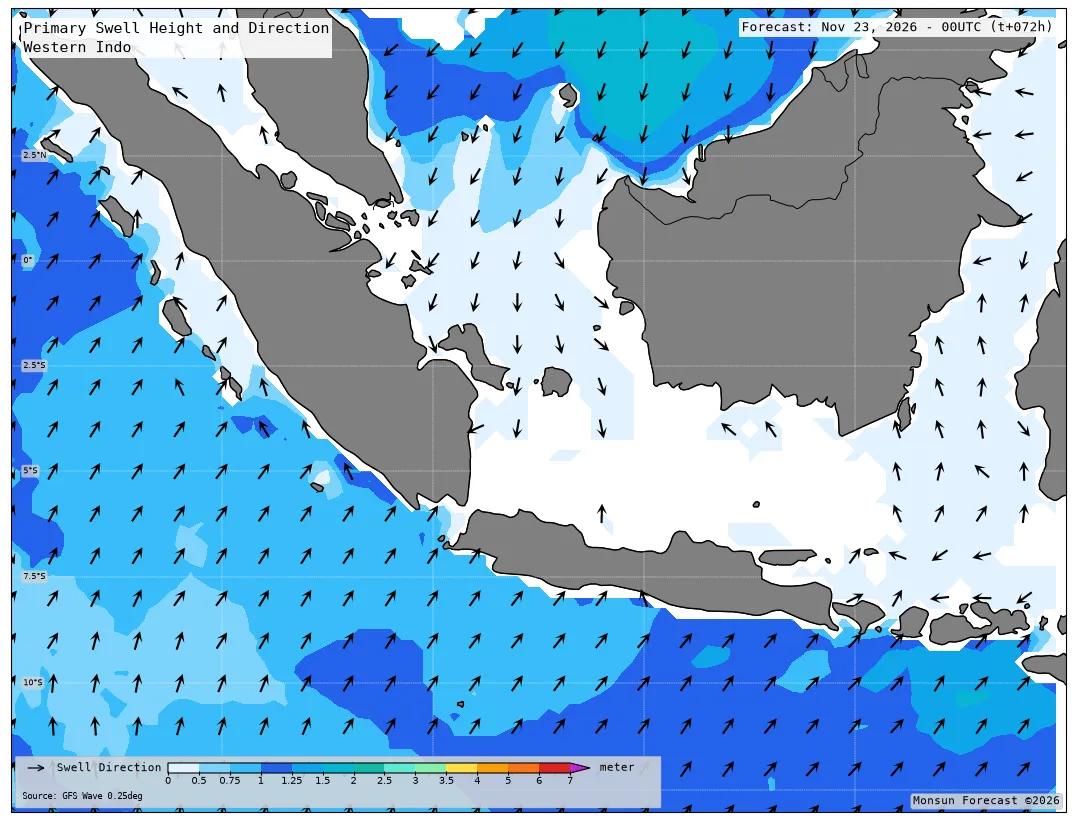 Primary Swell Height and Direction
Western Indo
Forecast: Nov 23, 2026 - 00UTC (t+072h)
2.5°N
0°
2.5°S
5°S
7.5°S
10°S
Swell Direction
0 0.5 0.75 1 1.25 1.5 2 2.5 3 3.5 4 5 6 7
meter
Source: GFS Wave 0.25deg
Monsun Forecast ©2026